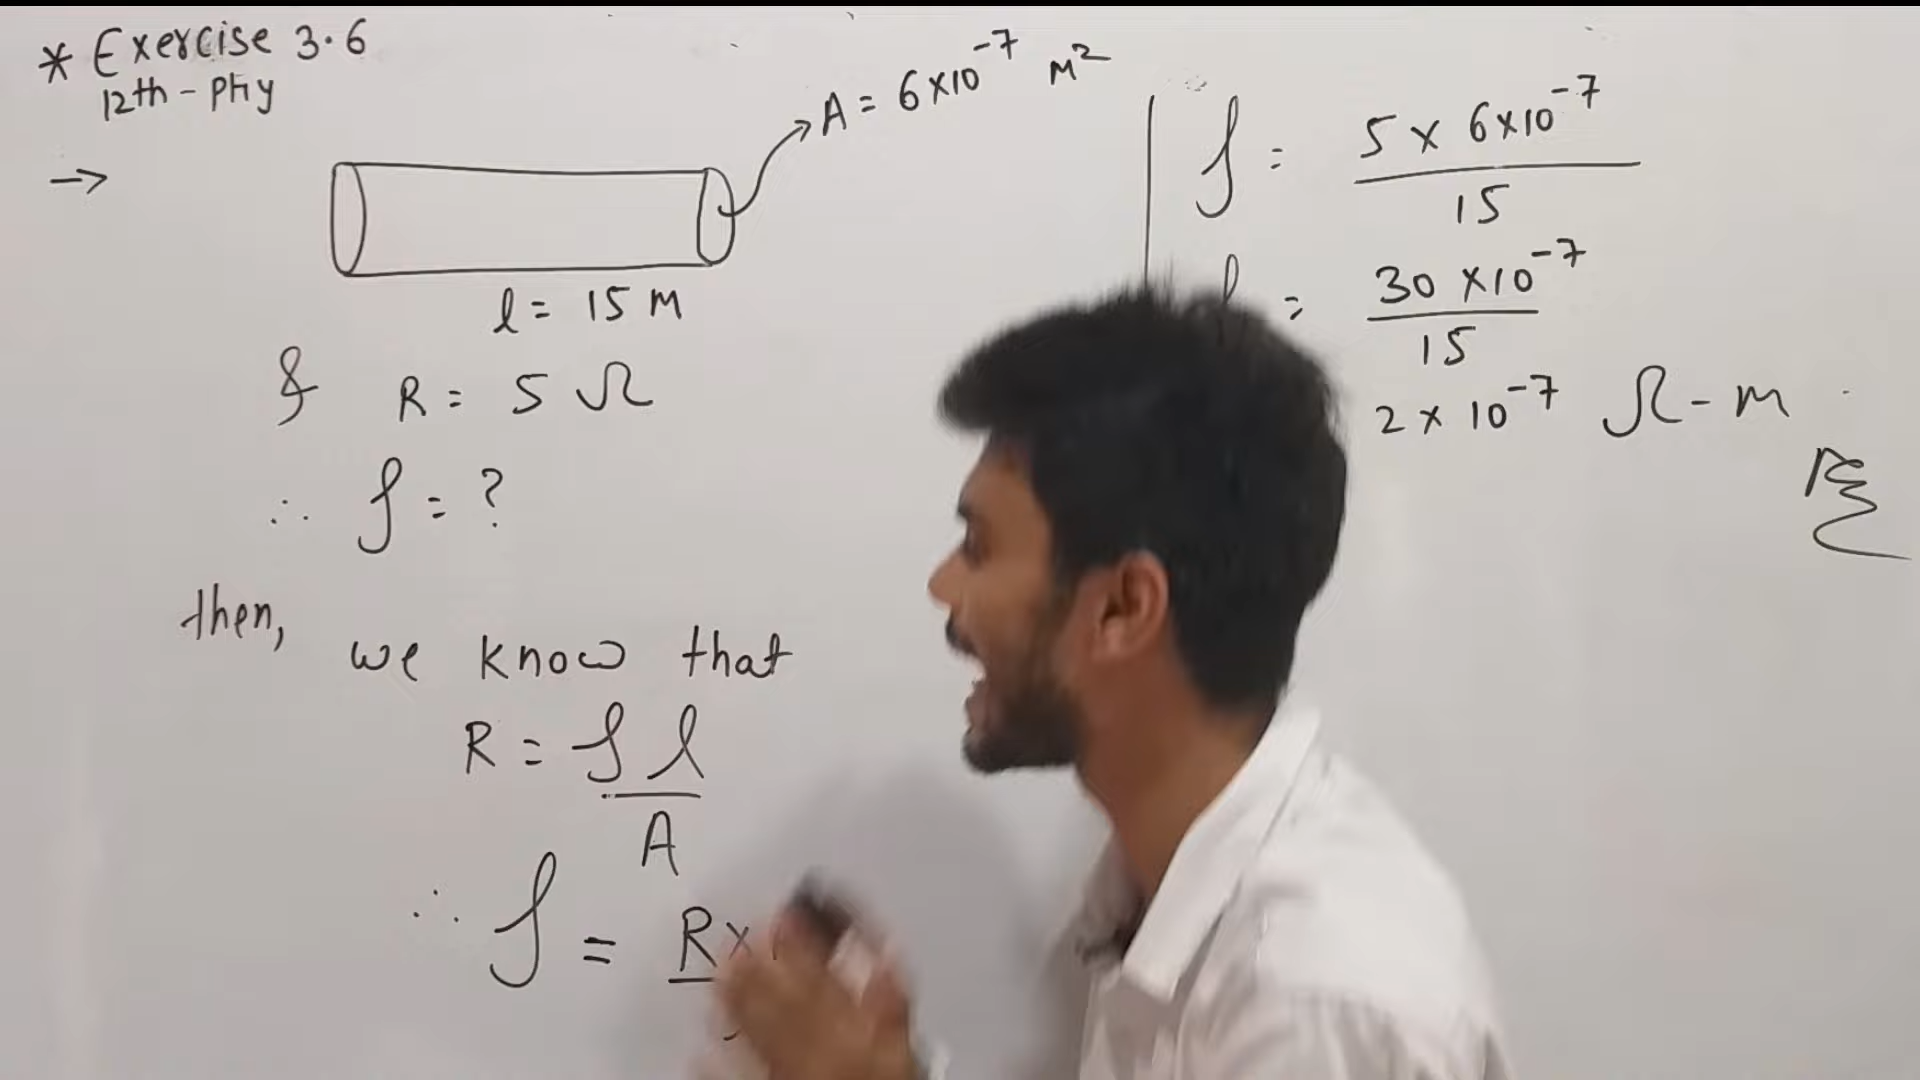 * Exercise 3.6
12th - Phy
→
A = 6×10⁻⁷ m²
l = 15 m
& R = 5 Ω
∴ ρ = ?
then, we know that
R = ρ l
A
∴ ρ = R×
ρ = 5 × 6×10⁻⁷
15
= 30 ×10⁻⁷
15
2 × 10⁻⁷ Ω - m